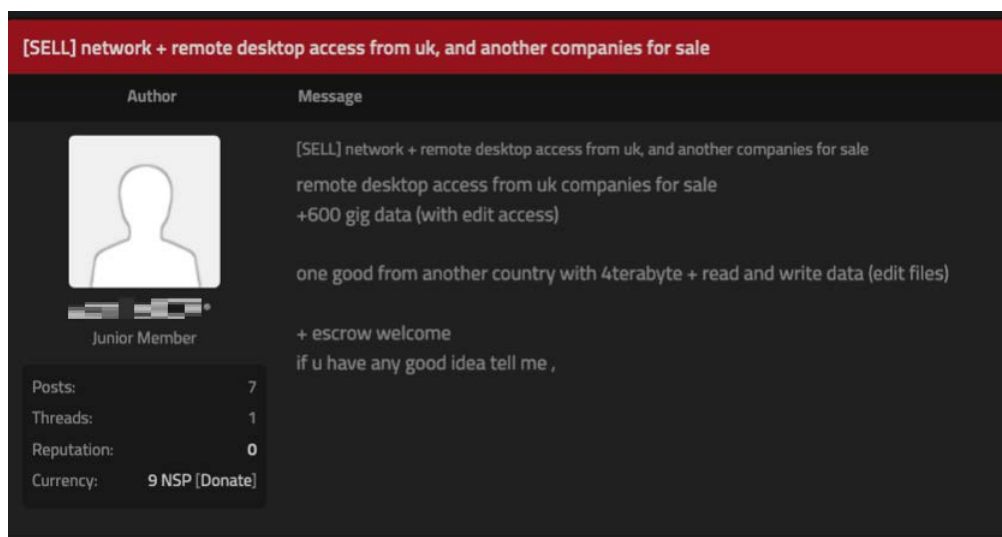 [SELL] network + remote desktop access from uk, and another companies for sale
Author
Message
[SELL] network + remote desktop access from uk, and another companies for sale
remote desktop access from uk companies for sale
+600 gig data (with edit access)
one good from another country with 4terabyte + read and write data (edit files)
+ escrow welcome
if u have any good idea tell me ,
Junior Member
Posts: 7
Threads: 1
Reputation: 0
Currency: 9 NSP [Donate]